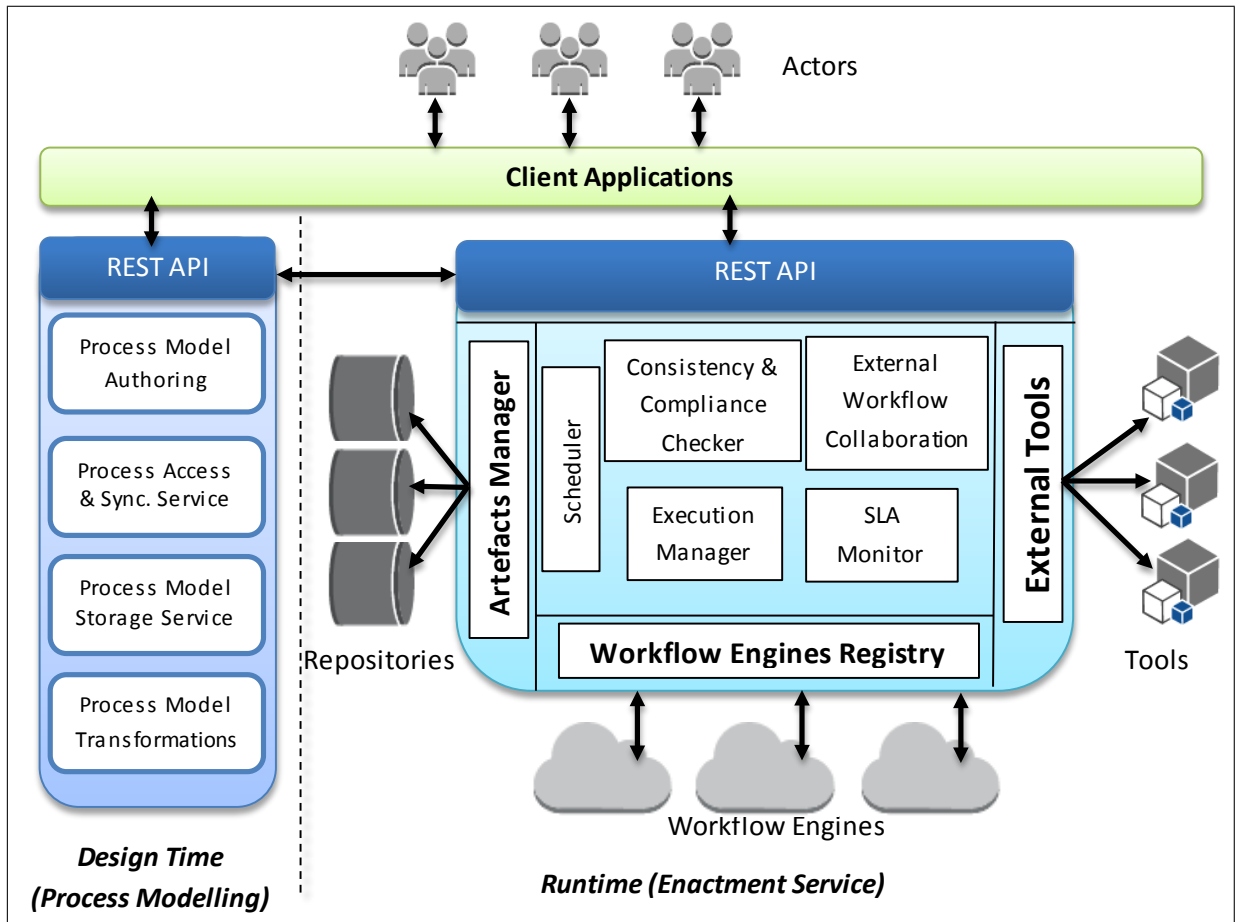 Actors
Client Applications
REST API
Process Model
Authoring
Process Access
& Sync. Service
Process Model
Storage Service
Process Model
Transformations
Design Time
(Process Modelling)
REST API
Repositories
Artefacts Manager
Scheduler
Consistency &
Compliance
Checker
External
Workflow
Collaboration
Execution
Manager
SLA
Monitor
External Tools
Tools
Workflow Engines Registry
Workflow Engines
Runtime (Enactment Service)